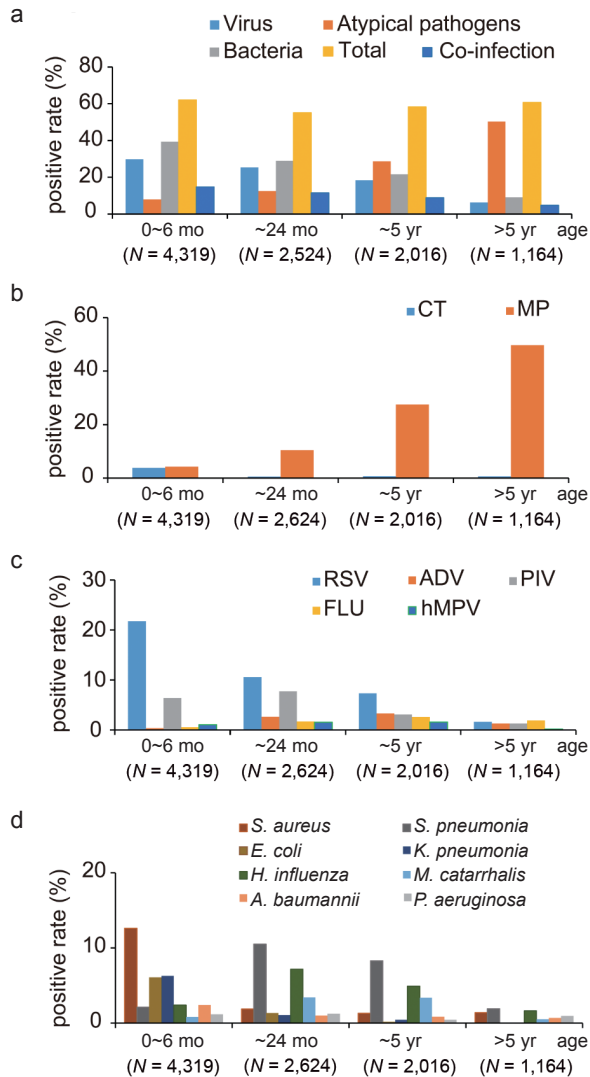 a
Virus Atypical pathogens
Bacteria Total Co-infection
positive rate (%)
80
60
40
20
0
0~6 mo ~24 mo ~5 yr >5 yr age
(N = 4,319) (N = 2,524) (N = 2,016) (N = 1,164)
b
CT MP
positive rate (%)
60
40
20
0
0~6 mo ~24 mo ~5 yr >5 yr age
(N = 4,319) (N = 2,624) (N = 2,016) (N = 1,164)
c
RSV ADV PIV
FLU hMPV
positive rate (%)
30
20
10
0
0~6 mo ~24 mo ~5 yr >5 yr age
(N = 4,319) (N = 2,624) (N = 2,016) (N = 1,164)
d
S. aureus S. pneumonia
E. coli K. pneumonia
H. influenza M. catarrhalis
A. baumannii P. aeruginosa
positive rate (%)
20
10
0
0~6 mo ~24 mo ~5 yr >5 yr age
(N = 4,319) (N = 2,624) (N = 2,016) (N = 1,164)